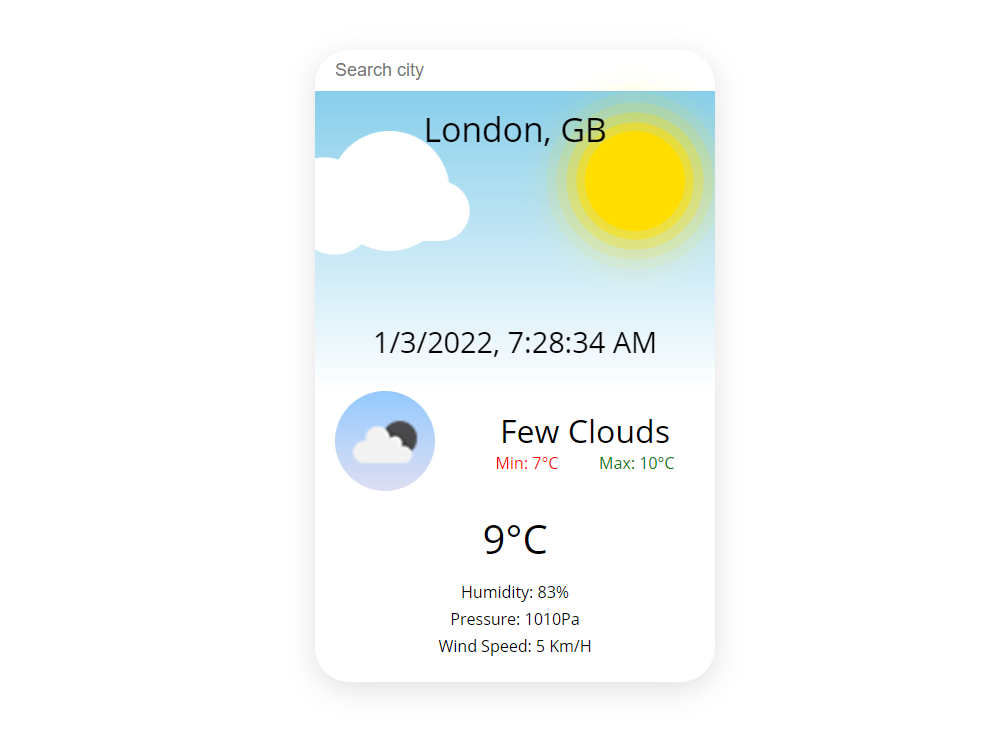 Search city
London, GB
1/3/2022, 7:28:34 AM
Few Clouds
Min: 7°C Max: 10°C
9°C
Humidity: 83%
Pressure: 1010Pa
Wind Speed: 5 Km/H